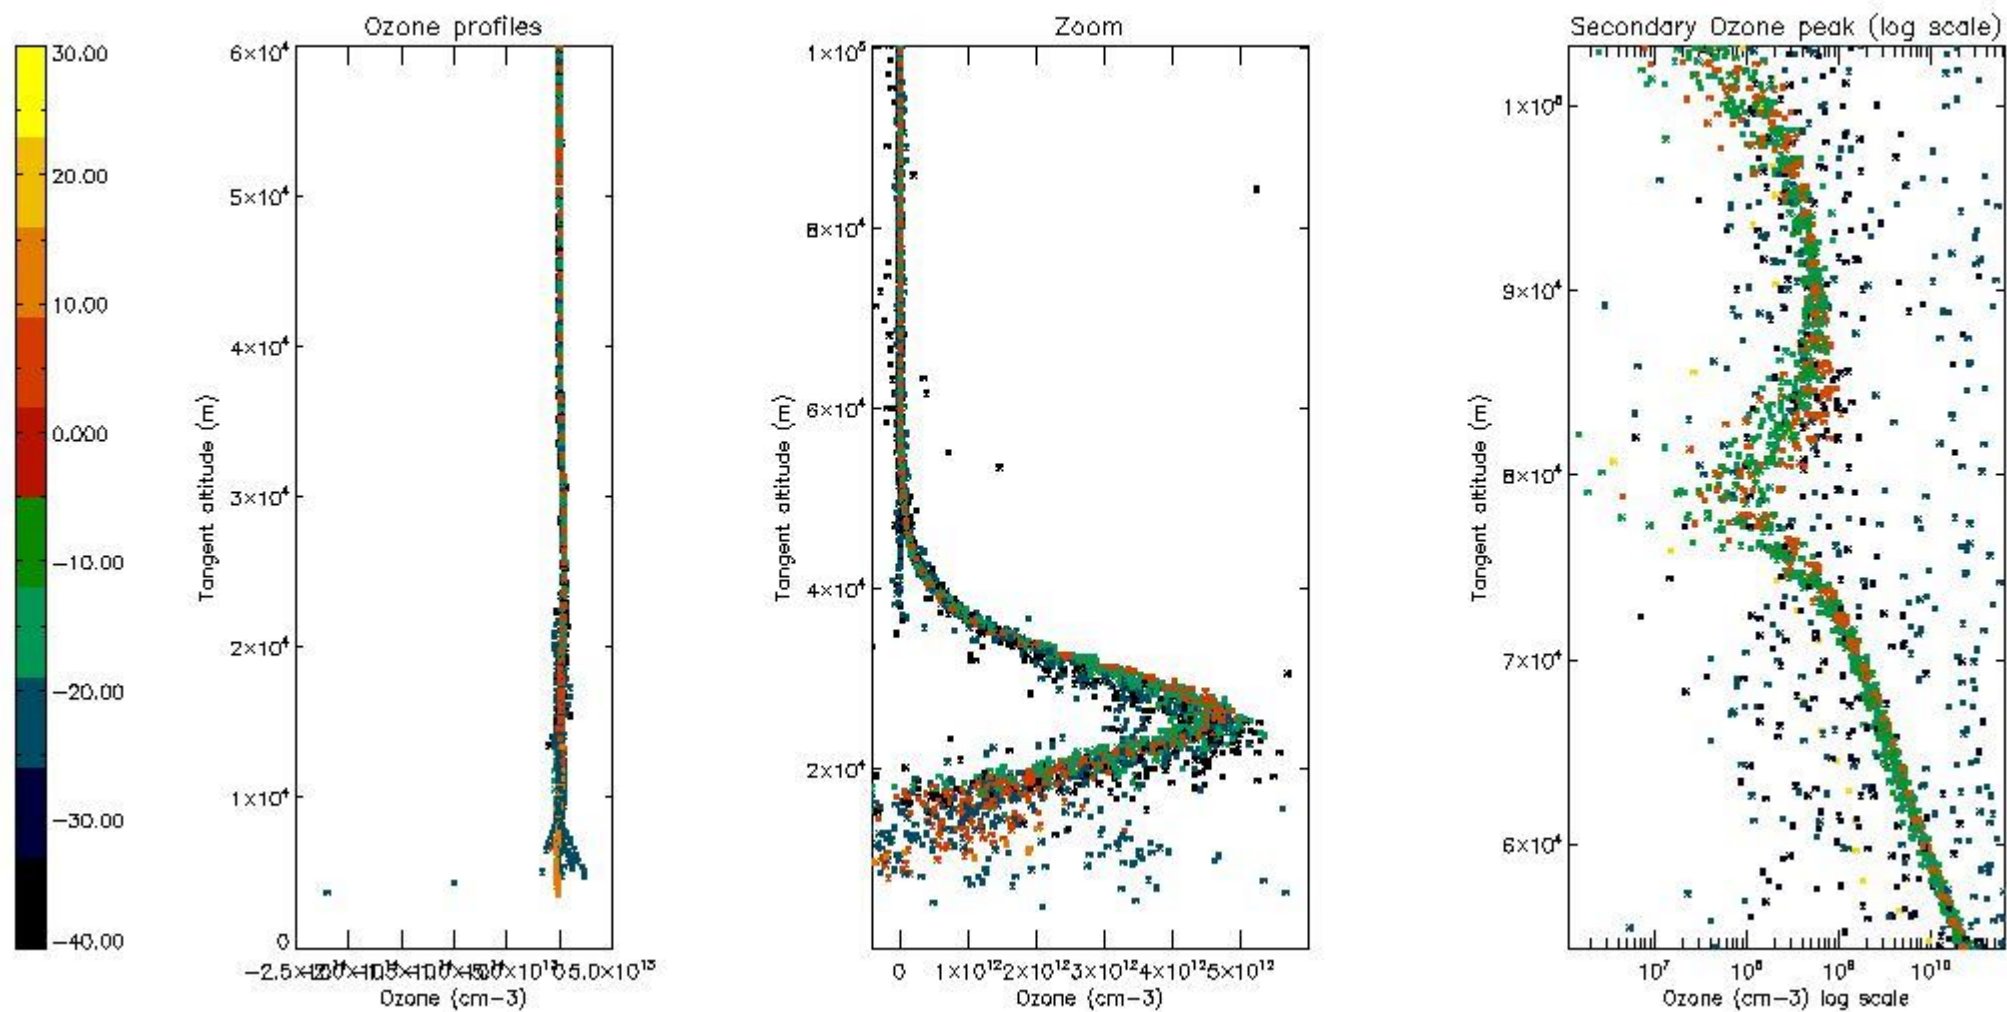 Ozone profiles
Zoom
Secondary Ozone peak (log scale)
30.00
20.00
10.00
0.000
−10.00
−20.00
−30.00
−40.00
6×10⁴
5×10⁴
4×10⁴
3×10⁴
2×10⁴
1×10⁴
0
Tangent altitude (m)
5.0×10¹³
Ozone (cm−3)
1×10⁵
8×10⁴
6×10⁴
4×10⁴
2×10⁴
Tangent altitude (m)
0 1×10¹² 2×10¹² 3×10¹² 4×10¹² 5×10¹²
Ozone (cm−3)
9×10⁴
8×10⁴
7×10⁴
6×10⁴
Tangent altitude (m)
10⁷ 10⁸ 10⁹ 10¹⁰
Ozone (cm−3) log scale